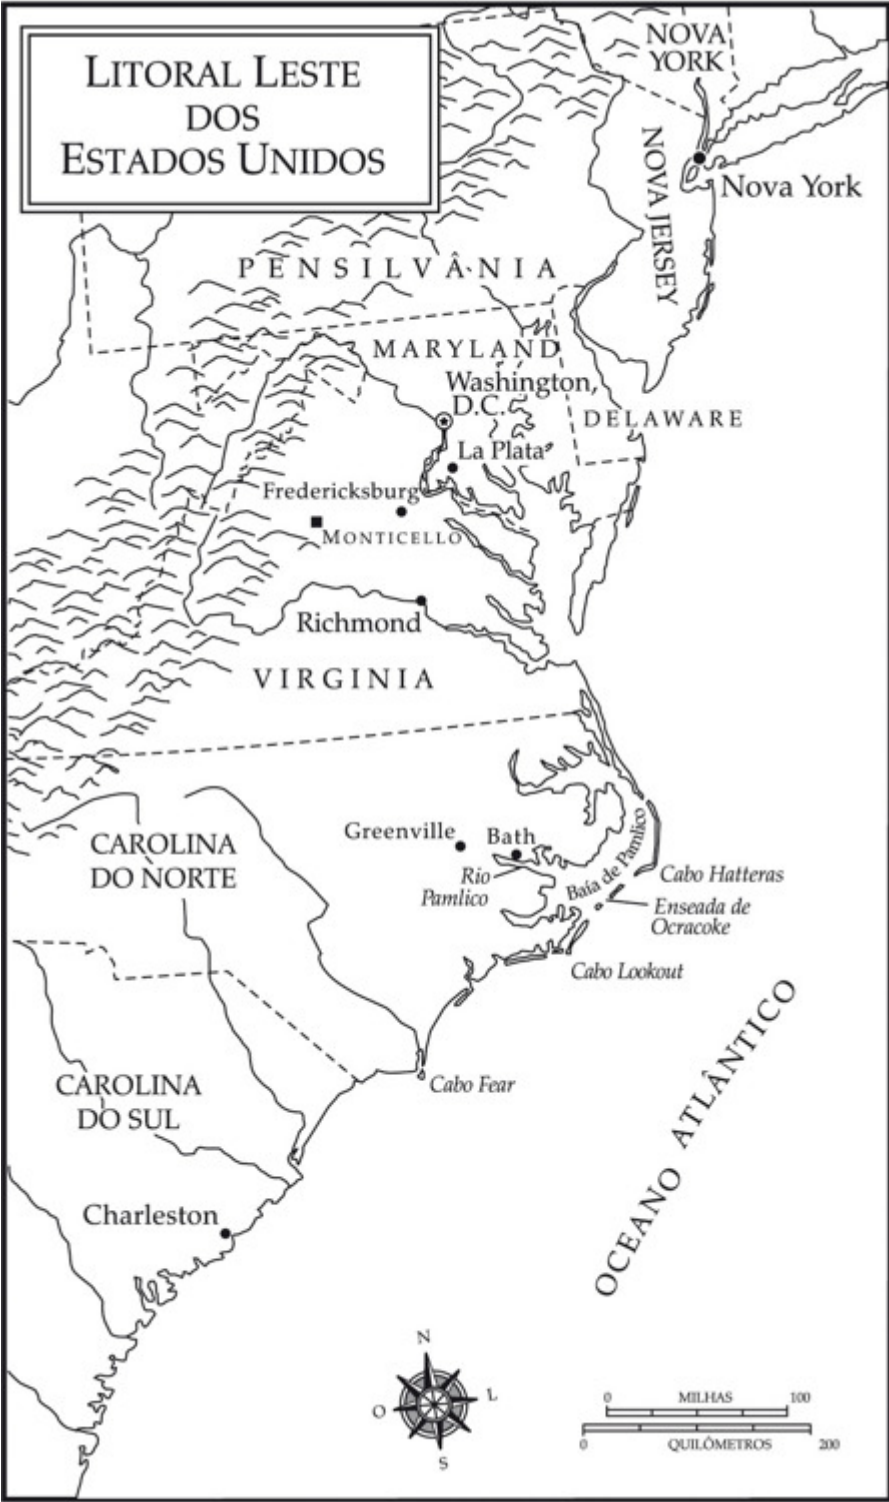 LITORAL LESTE
DOS
ESTADOS UNIDOS
NOVA
YORK
Nova York
NOVA JERSEY
PENSILVÂNIA
MARYLAND
Washington,
D.C.
DELAWARE
La Plata
Fredericksburg
MONTICELLO
Richmond
VIRGINIA
Greenville
Bath
CAROLINA
DO NORTE
Rio
Pamlico
Baía de Pamlico
Cabo Hatteras
Enseada de
Ocracoke
Cabo Lookout
OCEANO ATLÂNTICO
Cabo Fear
CAROLINA
DO SUL
Charleston
N
O
L
S
0 MILHAS 100
0 QUILÔMETROS 200